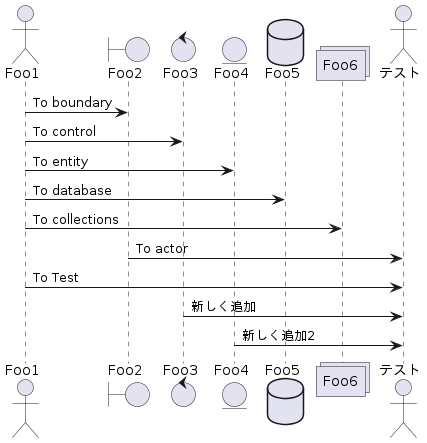 Foo1 Foo2 Foo3 Foo4 Foo5 Foo6 テスト
To boundary
To control
To entity
To database
To collections
To actor
To Test
新しく追加
新しく追加2
Foo1 Foo2 Foo3 Foo4 Foo5 Foo6 テスト